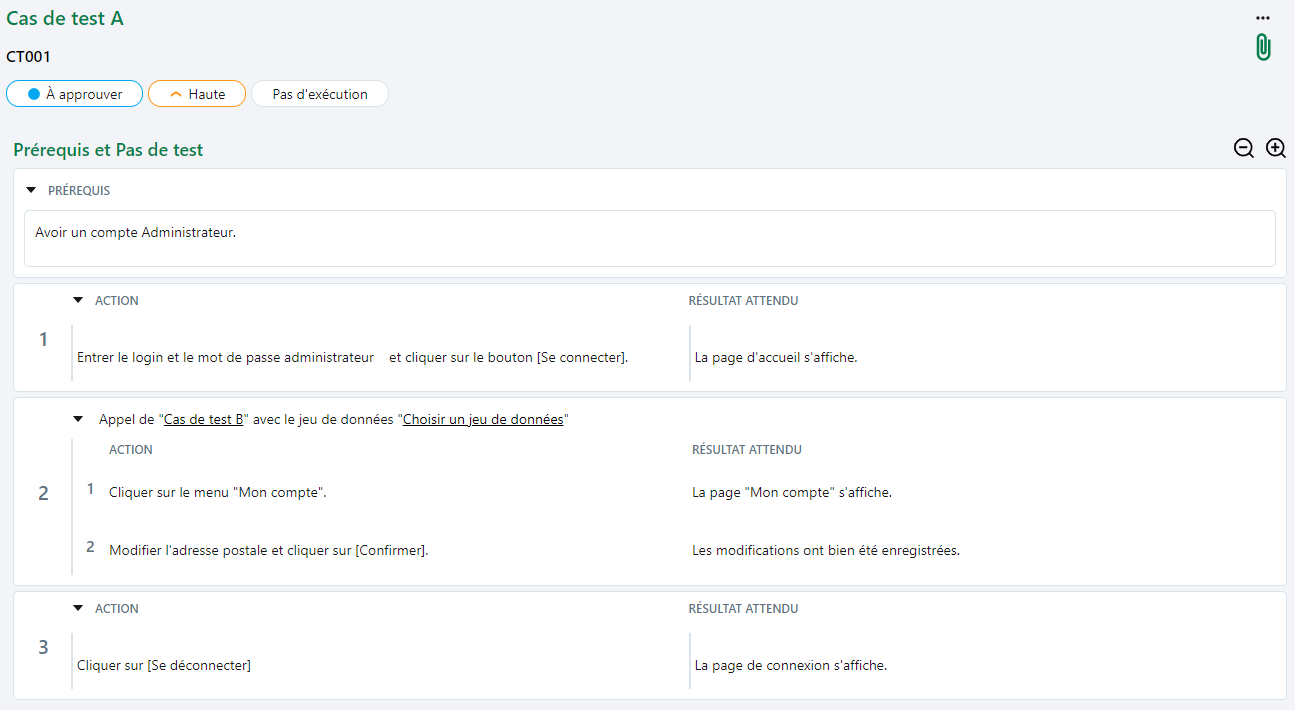 Cas de test A
CT001
À approuver
Haute
Pas d'exécution
Prérequis et Pas de test
PRÉREQUIS
Avoir un compte Administrateur.
ACTION
RÉSULTAT ATTENDU
1
Entrer le login et le mot de passe administrateur et cliquer sur le bouton [Se connecter].
La page d'accueil s'affiche.
Appel de "Cas de test B" avec le jeu de données "Choisir un jeu de données"
ACTION
RÉSULTAT ATTENDU
2
1
Cliquer sur le menu "Mon compte".
La page "Mon compte" s'affiche.
2
Modifier l'adresse postale et cliquer sur [Confirmer].
Les modifications ont bien été enregistrées.
ACTION
RÉSULTAT ATTENDU
3
Cliquer sur [Se déconnecter]
La page de connexion s'affiche.